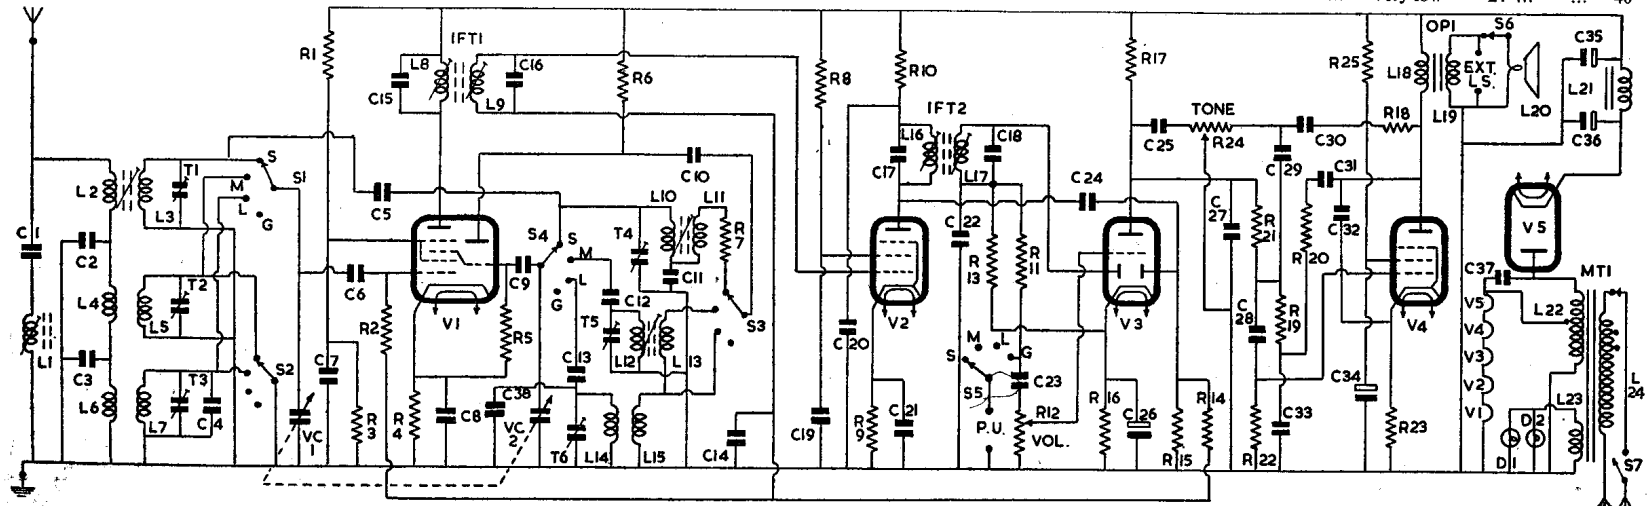 24 ...
OP1 S6
IFT1 C35
R1 L8 C16 R6 R8 R10 R17 R25 L18 EXT. L.S. L21
C15 L9 IFT2 TONE R18 L19 L20
L16 C18 C25 R24 C30 C36
T1 S S1 C10 C17 L17 C29 C31
L2 M L10 L11 C24
L3 L G C5 S4 S M T4 R7 C22 R13 R11 C27 R21 R20 C32 V5
C1 C2 C11 C37 MT1
C6 C9 L G C12 V5 L22
L4 T2 V1 V2 V3 C28 R19 V4 V4
L1 L5 R2 R5 T5 L12 L13 S3 C20 M L S G V3
C3 S2 C7 C13 C23 C34 V2 L24
L6 T3 C38 S5 R16 R14 L23
L7 C4 VC1 R3 R4 C8 VC2 C19 R9 C21 P.U. R12 VOL. C26 C33 R23 V1 D2
T6 L14 L15 C14 R15 R22 D1 S7